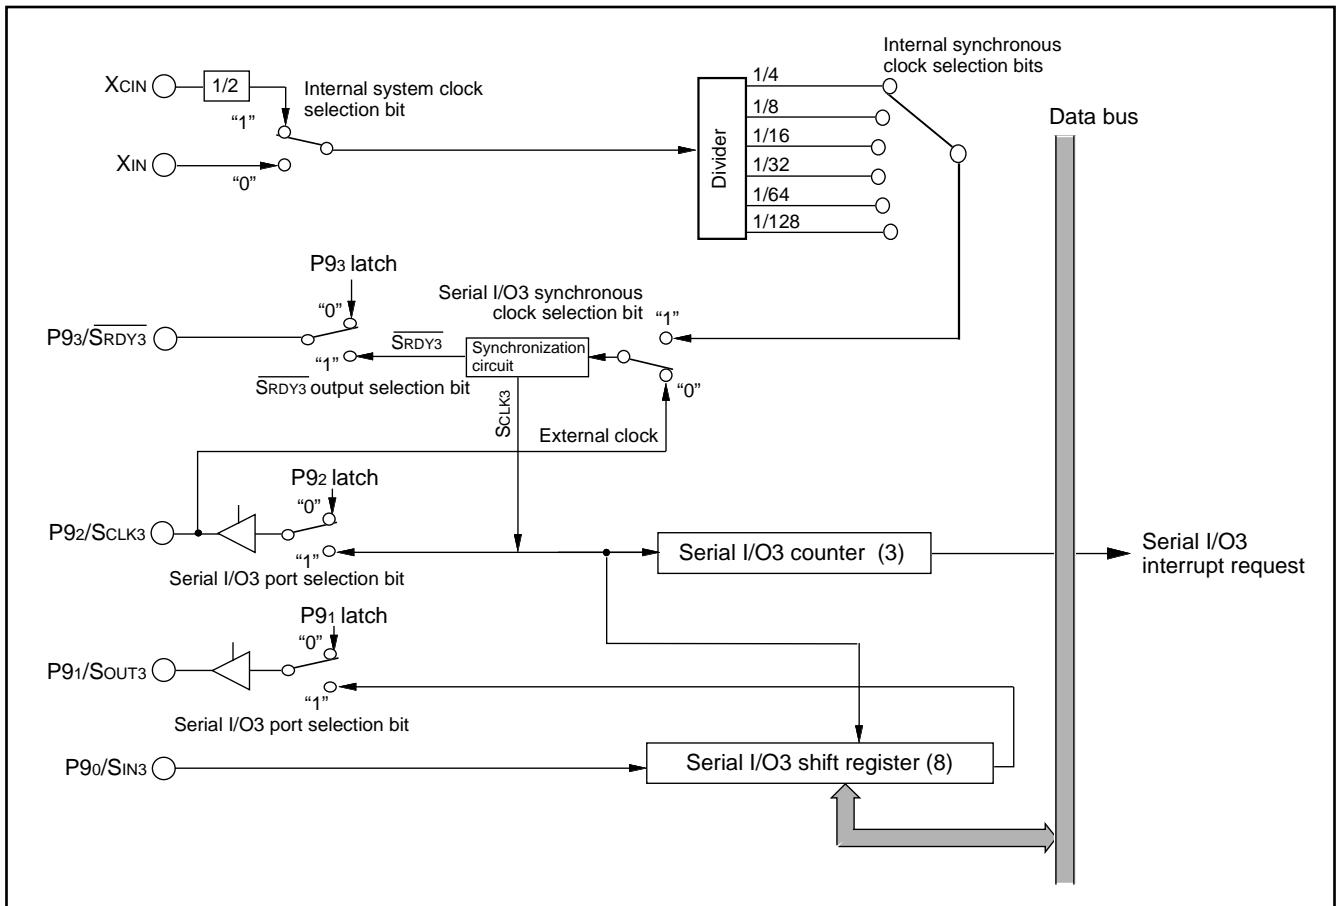 XCIN
1/2
Internal system clock
selection bit
“1”
XIN
“0”
Divider
1/4
1/8
1/16
1/32
1/64
1/128
Internal synchronous
clock selection bits
Data bus
P93 latch
“0”
P93/SRDY3
“1”
SRDY3
SRDY3 output selection bit
Serial I/O3 synchronous
clock selection bit
“1”
Synchronization
circuit
“0”
SCLK3
External clock
P92 latch
“0”
P92/SCLK3
“1”
Serial I/O3 port selection bit
Serial I/O3 counter (3)
Serial I/O3
interrupt request
P91 latch
“0”
P91/SOUT3
“1”
Serial I/O3 port selection bit
P90/SIN3
Serial I/O3 shift register (8)